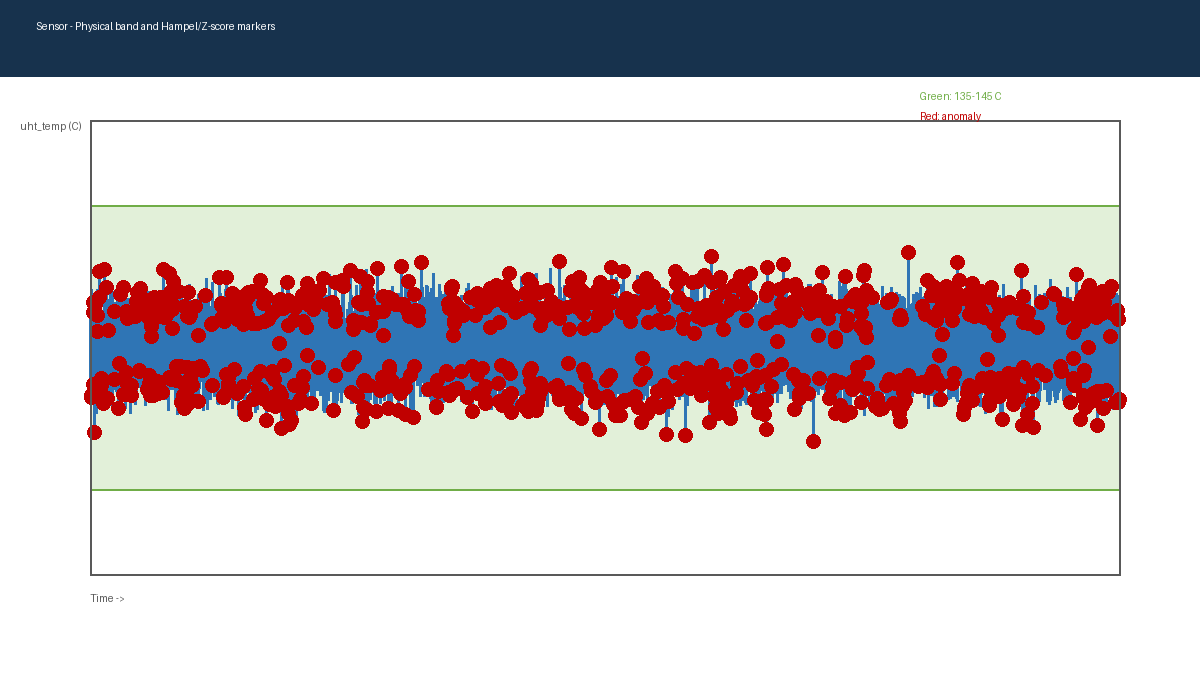 Sensor - Physical band and Hampel/Z-score markers
Green: 135-145 C
Red: anomaly
uht_temp (C)
Time ->